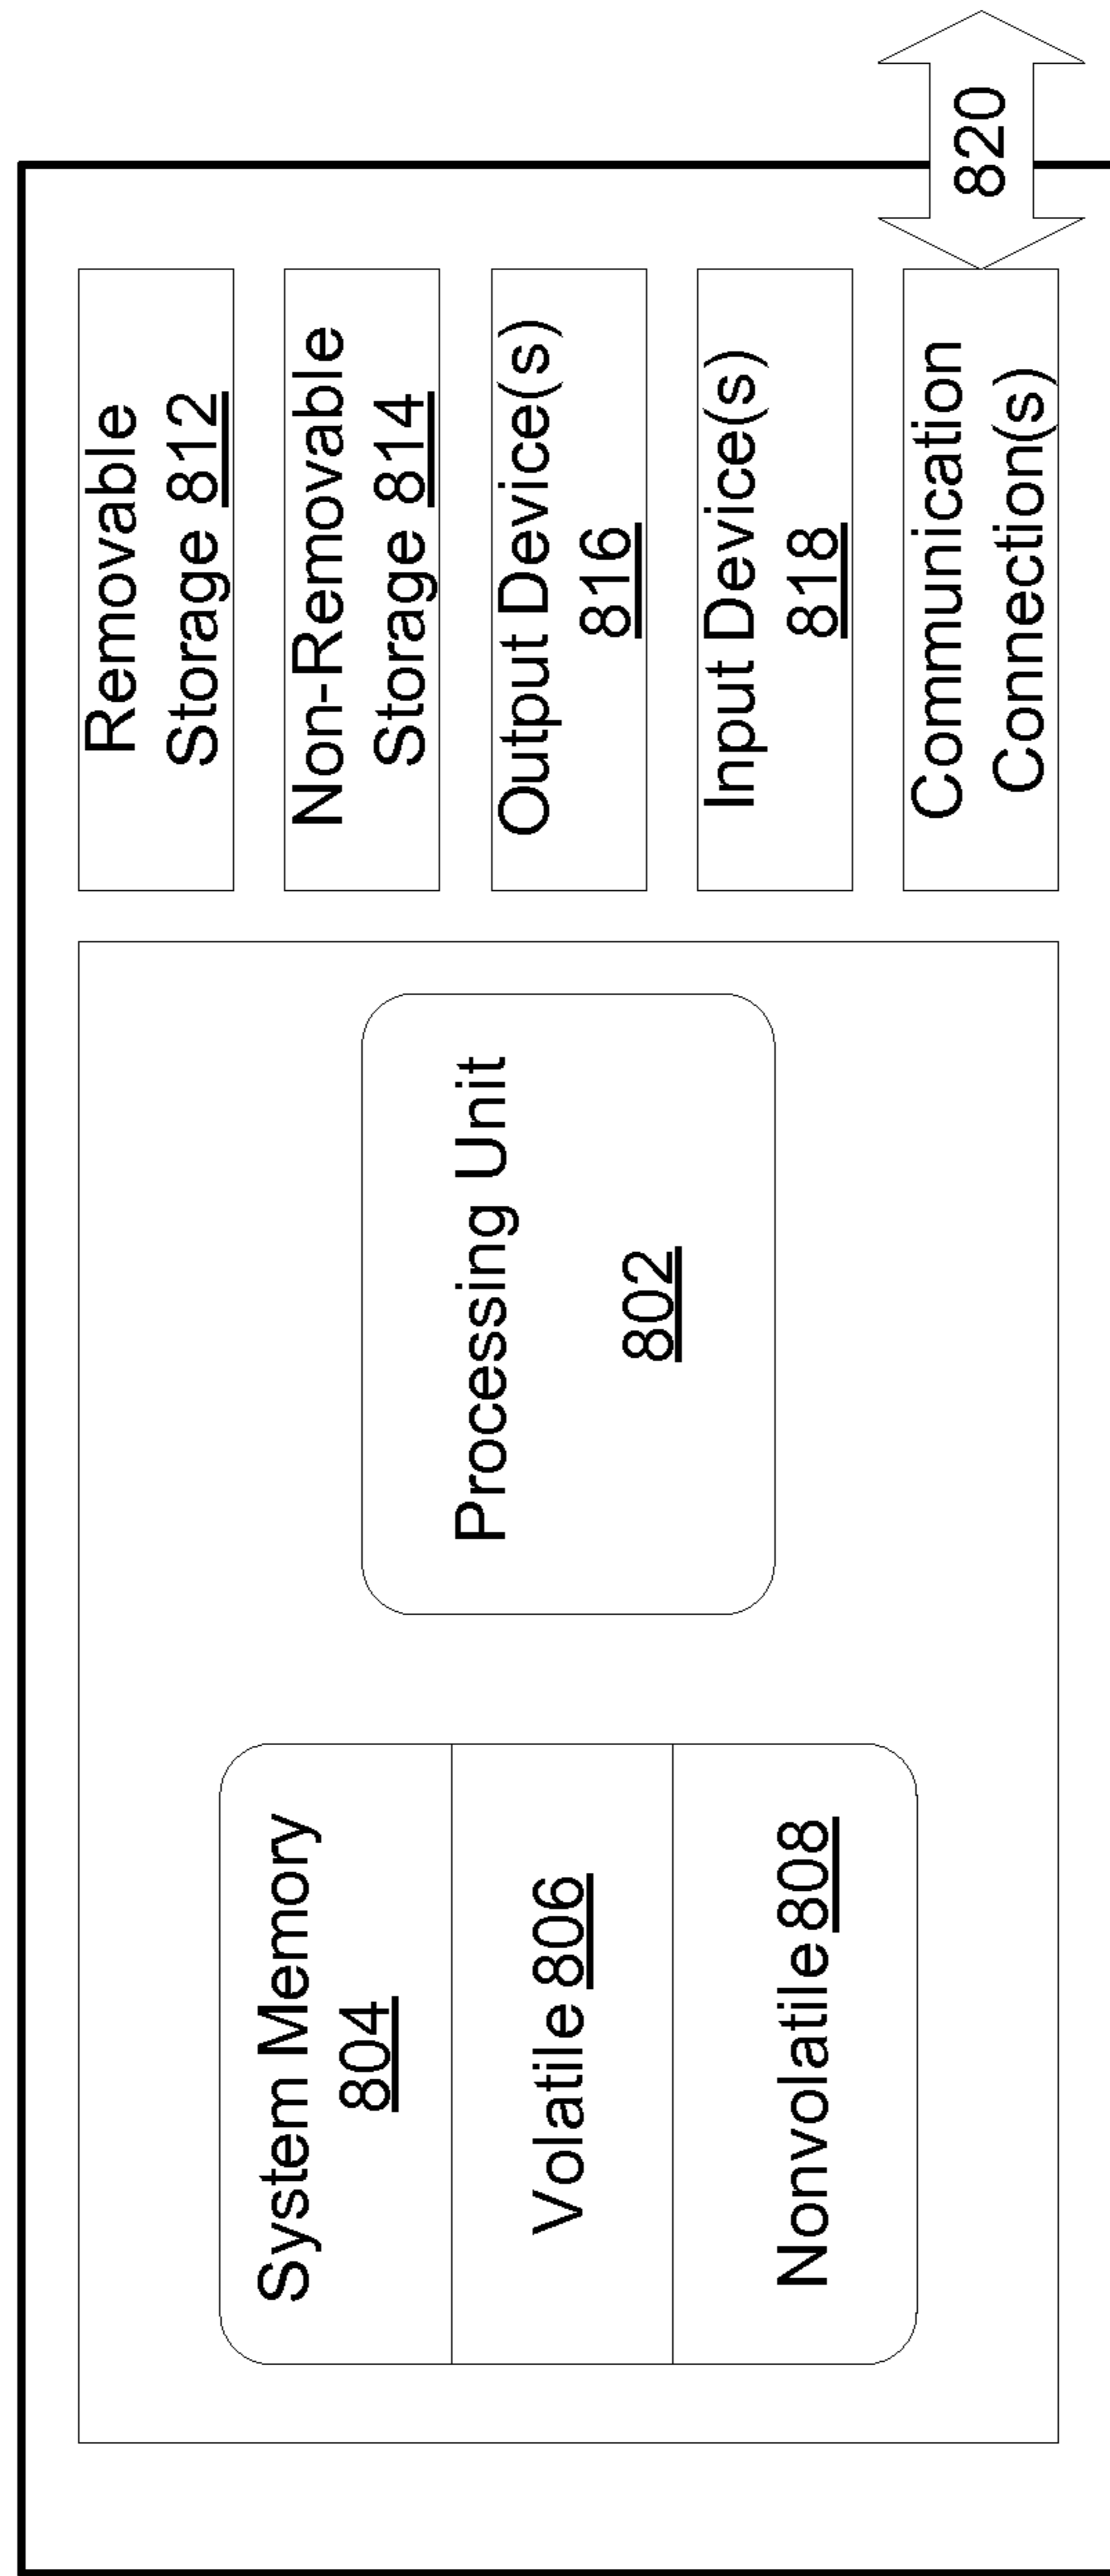 System Memory
804
Volatile 806
Nonvolatile 808
Processing Unit
802
Removable
Storage 812
Non-Removable
Storage 814
Output Device(s)
816
Input Device(s)
818
Communication
Connection(s)
820